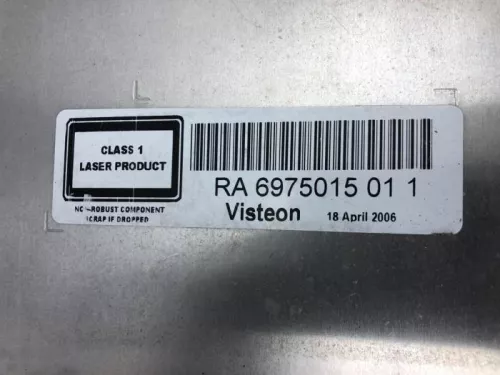 CLASS 1
LASER PRODUCT
NON-ROBUST COMPONENT
SCRAP IF DROPPED
RA 6975015 01 1
Visteon 18 April 2006